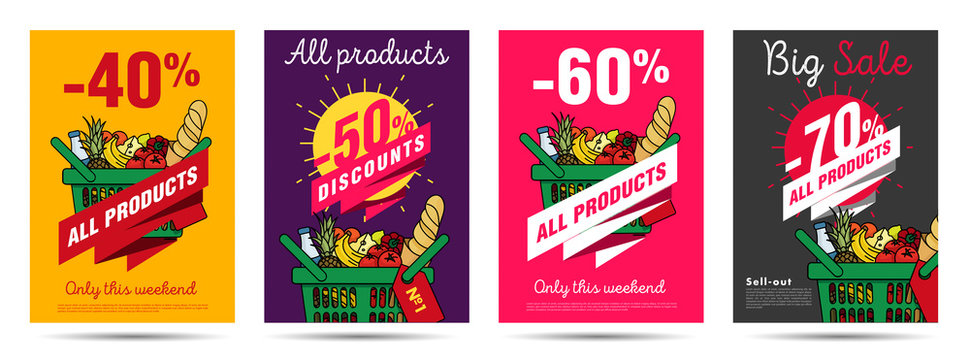 -40%
ALL PRODUCTS
Only this weekend
All products
-50%
DISCOUNTS
Nº1
-60%
ALL PRODUCTS
Only this weekend
Big Sale
-70%
ALL PRODUCTS
Sell-out